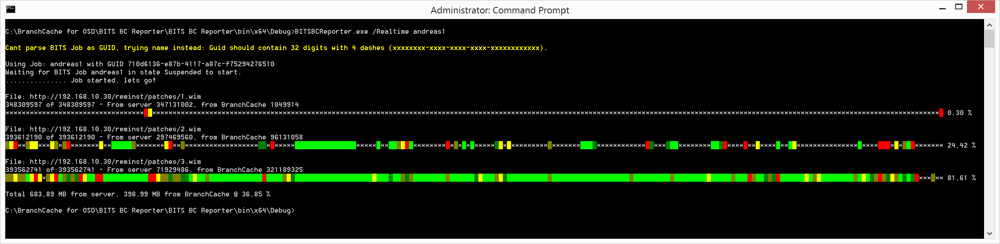 Administrator: Command Prompt
C:\BranchCache for OSD\BITS BC Reporter\BITS BC Reporter\bin\x64\Debug>BITSBCReporter.exe /Realtime andreas1
Cant parse BITS Job as GUID, trying name instead: Guid should contain 32 digits with 4 dashes (xxxxxxxx-xxxx-xxxx-xxxx-xxxxxxxxxxxx).
Using Job: andreas1 with GUID 710d6136-e87b-4117-a87c-f75294276510
Waiting for BITS Job andreas1 in state Suspended to start.
............... Job started, lets go!
File: http://192.168.10.30/reminst/patches/1.wim
348309597 of 348309597 - From server 347131002, from BranchCache 1049914
0,30 %
File: http://192.168.10.30/reminst/patches/2.wim
393612190 of 393612190 - From server 297469560, from BranchCache 96131058
24,42 %
File: http://192.168.10.30/reminst/patches/3.wim
393562741 of 393562741 - From server 71929486, from BranchCache 321189325
81,61 %
Total 683,89 MB from server, 398,99 MB from BranchCache @ 36,85 %
C:\BranchCache for OSD\BITS BC Reporter\BITS BC Reporter\bin\x64\Debug>